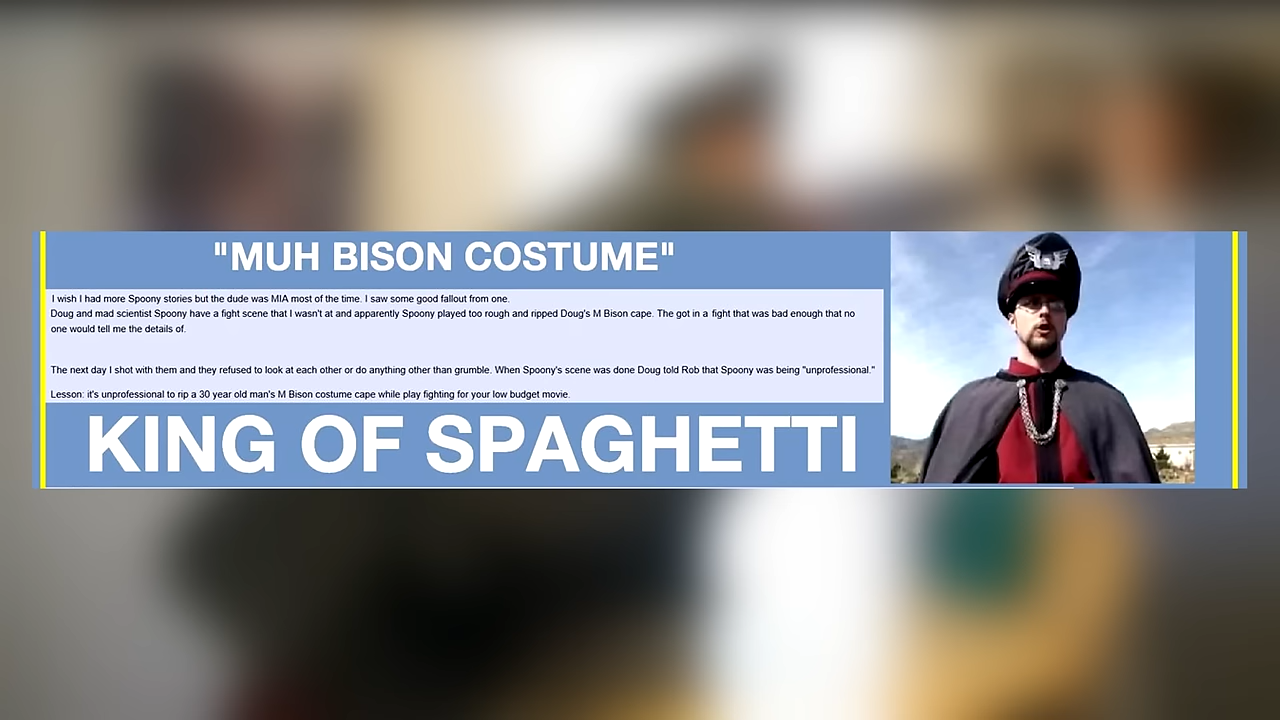 "MUH BISON COSTUME"
I wish I had more Spoony stories but the dude was MIA most of the time. I saw some good fallout from one.
Doug and mad scientist Spoony have a fight scene that I wasn't at and apparently Spoony played too rough and ripped Doug's M Bison cape. The got in a fight that was bad enough that no
one would tell me the details of.
The next day I shot with them and they refused to look at each other or do anything other than grumble. When Spoony's scene was done Doug told Rob that Spoony was being "unprofessional."
Lesson: it's unprofessional to rip a 30 year old man's M Bison costume cape while play fighting for your low budget movie.
KING OF SPAGHETTI